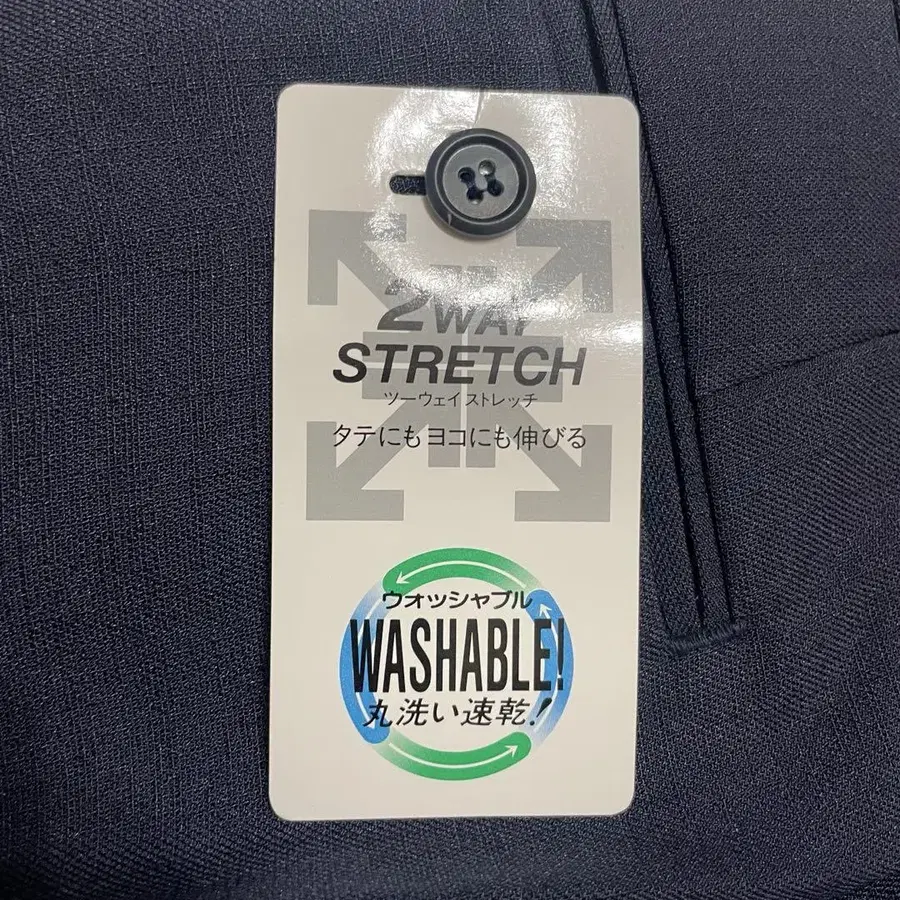 2WAY
STRETCH
ツーウェイストレッチ
タテにもヨコにも伸びる
ウォッシャブル
WASHABLE!
丸洗い速乾!